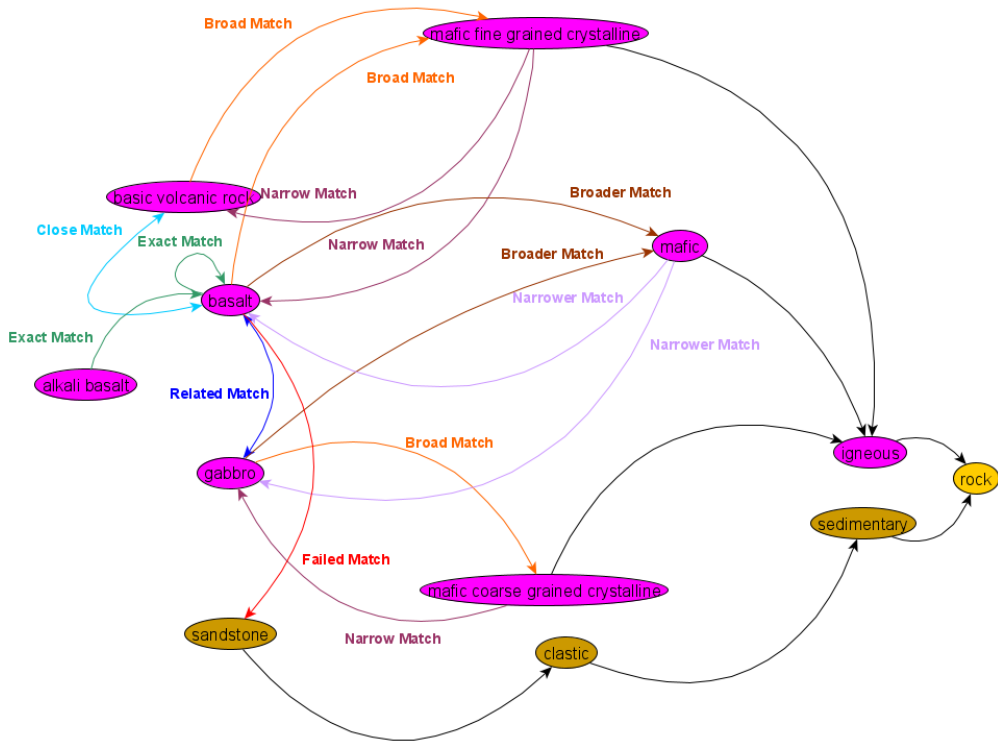 Broad Match
mafic fine grained crystalline
Broad Match
basic volcanic rock
Narrow Match
Broader Match
Close Match
Exact Match
Narrow Match
mafic
Broader Match
basalt
Narrower Match
Exact Match
Narrower Match
alkali basalt
Related Match
Broad Match
igneous
gabbro
rock
sedimentary
Failed Match
mafic coarse grained crystalline
sandstone
Narrow Match
clastic